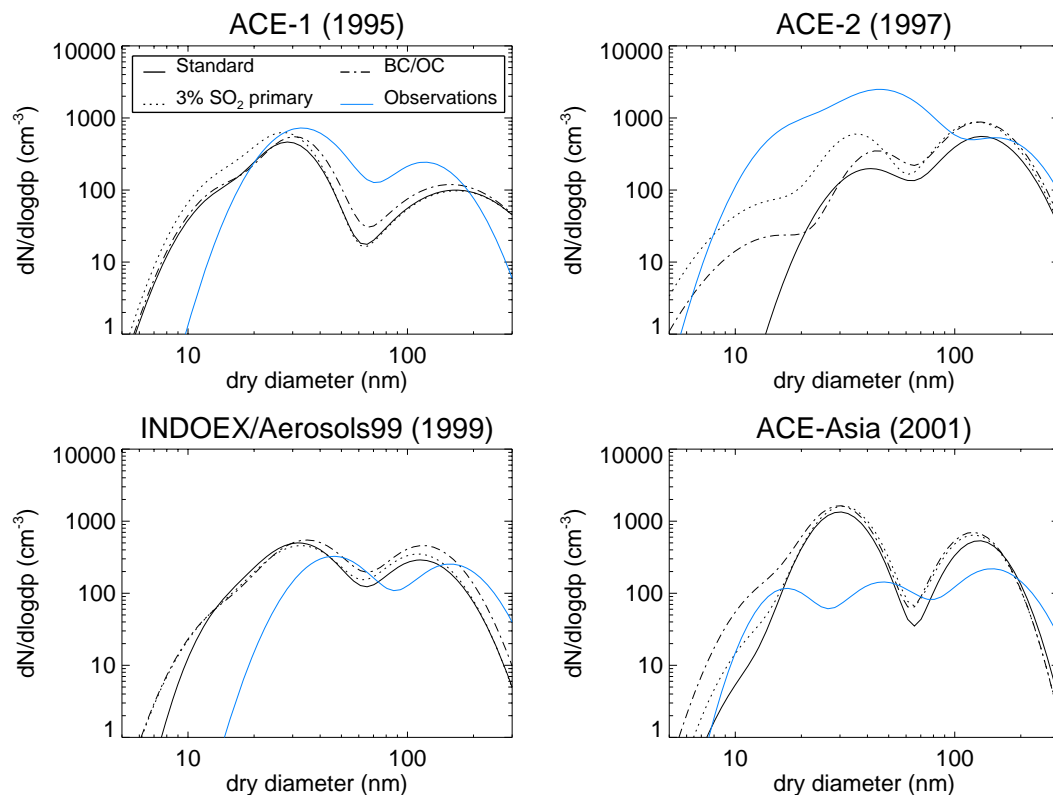 ACE-1 (1995)
10000
1000
100
10
1
dN/dlogdp (cm⁻³)
Standard
BC/OC
3% SO₂ primary
Observations
10
100
dry diameter (nm)
ACE-2 (1997)
10000
1000
100
10
1
dN/dlogdp (cm⁻³)
10
100
dry diameter (nm)
INDOEX/Aerosols99 (1999)
10000
1000
100
10
1
dN/dlogdp (cm⁻³)
10
100
dry diameter (nm)
ACE-Asia (2001)
10000
1000
100
10
1
dN/dlogdp (cm⁻³)
10
100
dry diameter (nm)